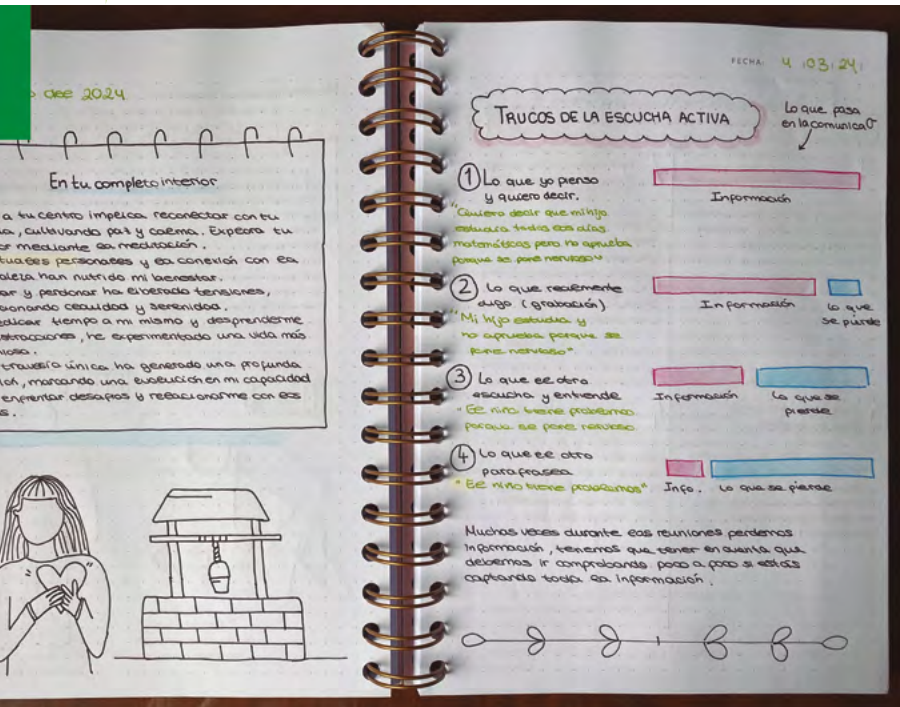 de 2024
En tu completo interior
a tu centro implica reconectar con tu
a, cultivando paz y calma. Explora tu
or mediante la meditación.
tuales personales y la conexión con la
aleza han nutrido mi bienestar.
ar y perdonar ha liberado tensiones,
ionando claridad y serenidad.
edicar tiempo a mi mismo y desprenderme
stracciones, he experimentado una vida más
iosa.
travesía única ha generado una profunda
ión, marcando una evolución en mi capacidad
enfrentar desafíos y relacionarme con los
s.
FECHA: 4 03 24
TRUCOS DE LA ESCUCHA ACTIVA
Lo que pasa
en la comunicaº
1 Lo que yo pienso
y quiero decir.
"Quiero decir que mi hijo
estudia todos los días
matemáticas pero no aprueba
porque se pone nervioso"
Información
2 Lo que realmente
digo (grabación)
"Mi hijo estudia y
no aprueba porque se
pone nervioso"
Información
Lo que
se pierde
3 Lo que el otro
escucha y entiende
"El niño tiene problemas
porque se pone nervioso
Información
Lo que se
pierde
4 Lo que el otro
parafrasea
"El niño tiene problemas"
Info.
Lo que se pierde
Muchas veces durante las reuniones perdemos
información, tenemos que tener en cuenta que
debemos ir comprobando poco a poco si estáis
captando toda la información.